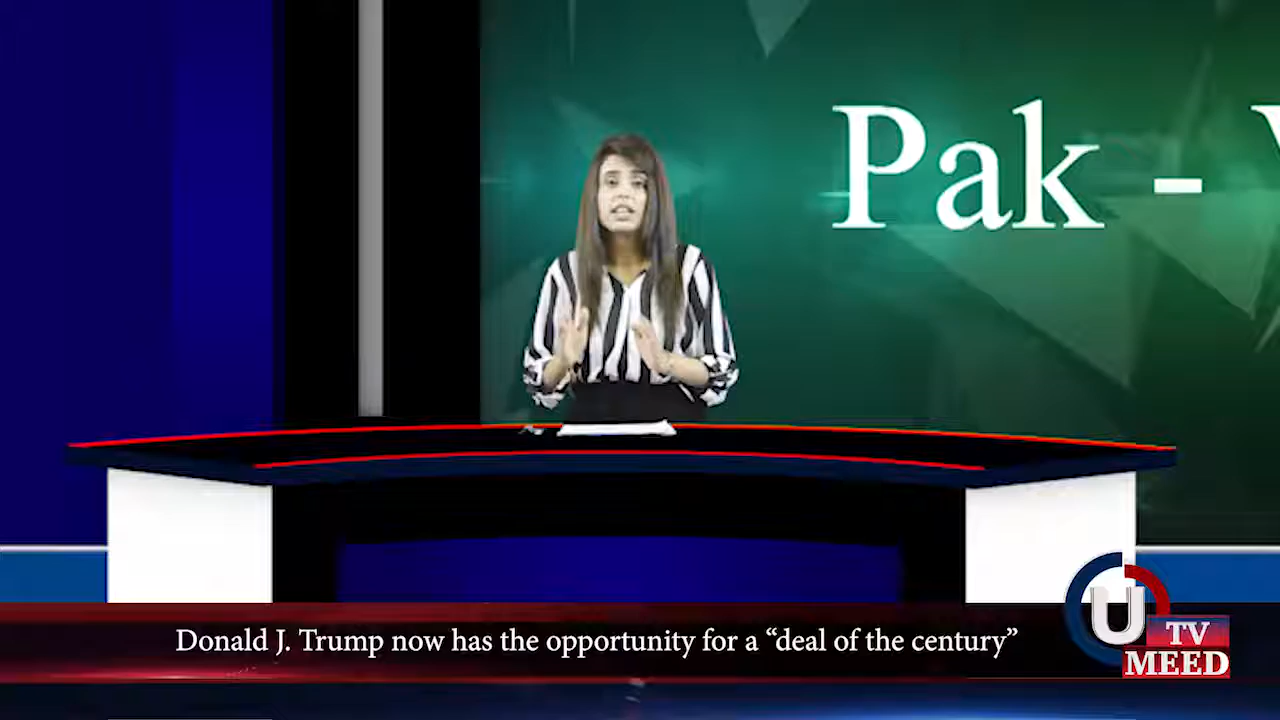 Pak -
Donald J. Trump now has the opportunity for a “deal of the century”
U
TV
MEED